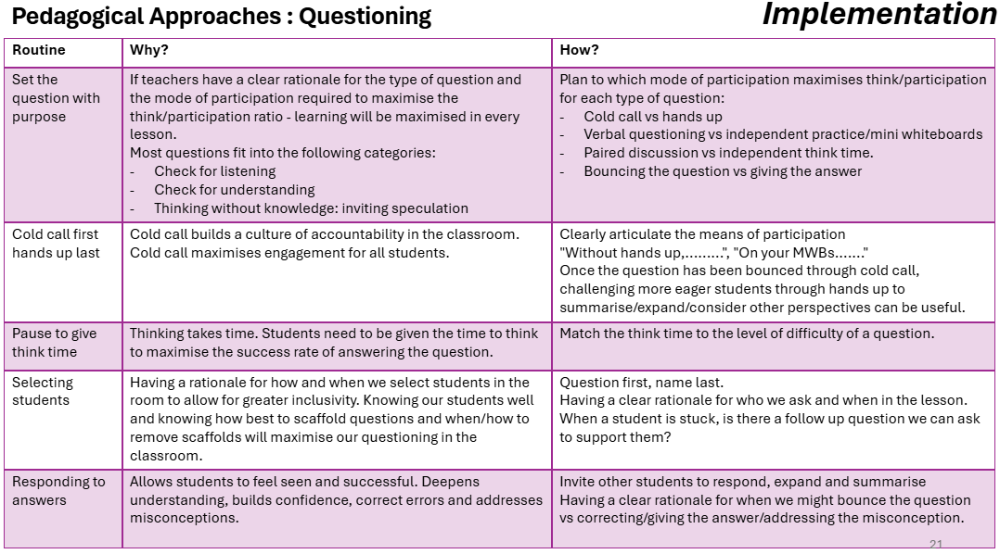 Pedagogical Approaches : Questioning
Implementation
Routine
Why?
How?
Set the
question with
purpose
If teachers have a clear rationale for the type of question and
the mode of participation required to maximise the
think/participation ratio - learning will be maximised in every
lesson.
Most questions fit into the following categories:
- Check for listening
- Check for understanding
- Thinking without knowledge: inviting speculation
Plan to which mode of participation maximises think/participation
for each type of question:
- Cold call vs hands up
- Verbal questioning vs independent practice/mini whiteboards
- Paired discussion vs independent think time.
- Bouncing the question vs giving the answer
Cold call first
hands up last
Cold call builds a culture of accountability in the classroom.
Cold call maximises engagement for all students.
Clearly articulate the means of participation
"Without hands up,.........", "On your MWBs......."
Once the question has been bounced through cold call,
challenging more eager students through hands up to
summarise/expand/consider other perspectives can be useful.
Pause to give
think time
Thinking takes time. Students need to be given the time to think
to maximise the success rate of answering the question.
Match the think time to the level of difficulty of a question.
Selecting
students
Having a rationale for how and when we select students in the
room to allow for greater inclusivity. Knowing our students well
and knowing how best to scaffold questions and when/how to
remove scaffolds will maximise our questioning in the
classroom.
Question first, name last.
Having a clear rationale for who we ask and when in the lesson.
When a student is stuck, is there a follow up question we can ask
to support them?
Responding to
answers
Allows students to feel seen and successful. Deepens
understanding, builds confidence, correct errors and addresses
misconceptions.
Invite other students to respond, expand and summarise
Having a clear rationale for when we might bounce the question
vs correcting/giving the answer/addressing the misconception.
21